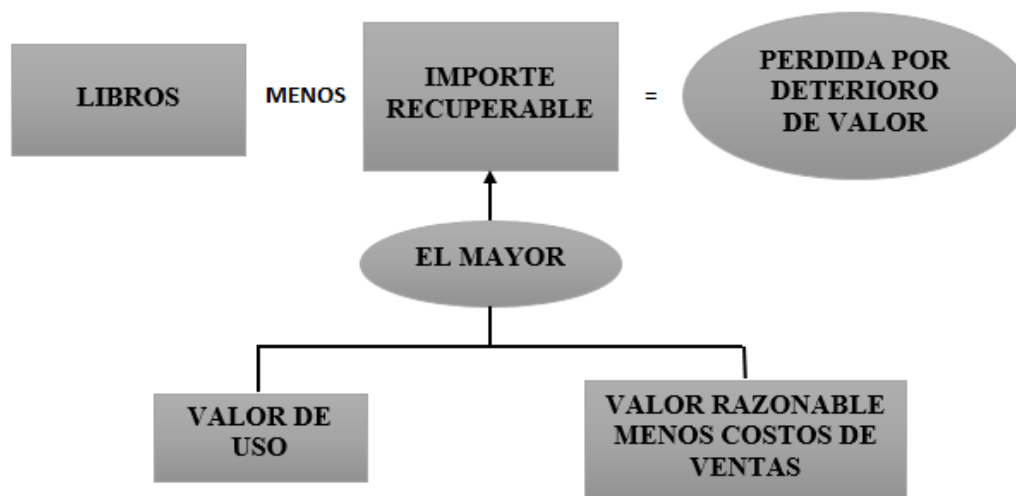 LIBROS
MENOS
IMPORTE
RECUPERABLE
=
PERDIDA POR
DETERIORO
DE VALOR
EL MAYOR
VALOR DE
USO
VALOR RAZONABLE
MENOS COSTOS DE
VENTAS